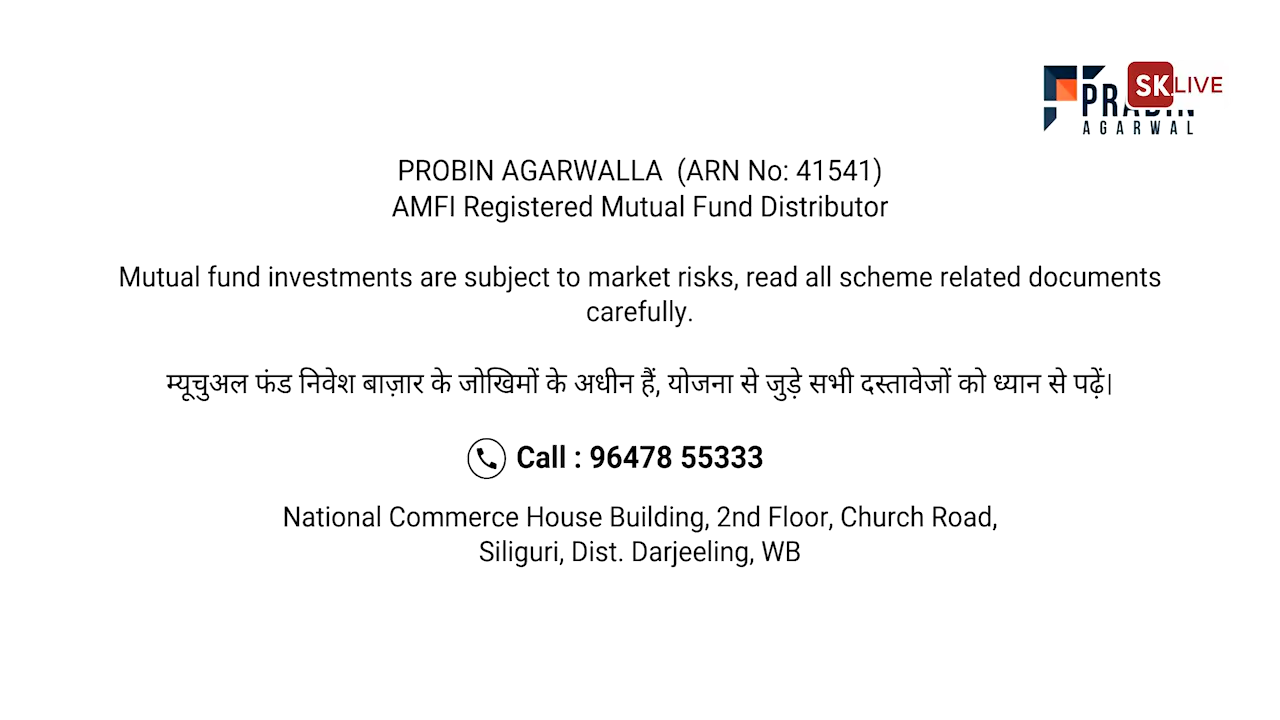 SK LIVE
AGARWAL
PROBIN AGARWALLA (ARN No: 41541)
AMFI Registered Mutual Fund Distributor
Mutual fund investments are subject to market risks, read all scheme related documents
carefully.
म्यूचुअल फंड निवेश बाज़ार के जोखिमों के अधीन हैं, योजना से जुड़े सभी दस्तावेजों को ध्यान से पढ़ें।
Call : 96478 55333
National Commerce House Building, 2nd Floor, Church Road,
Siliguri, Dist. Darjeeling, WB